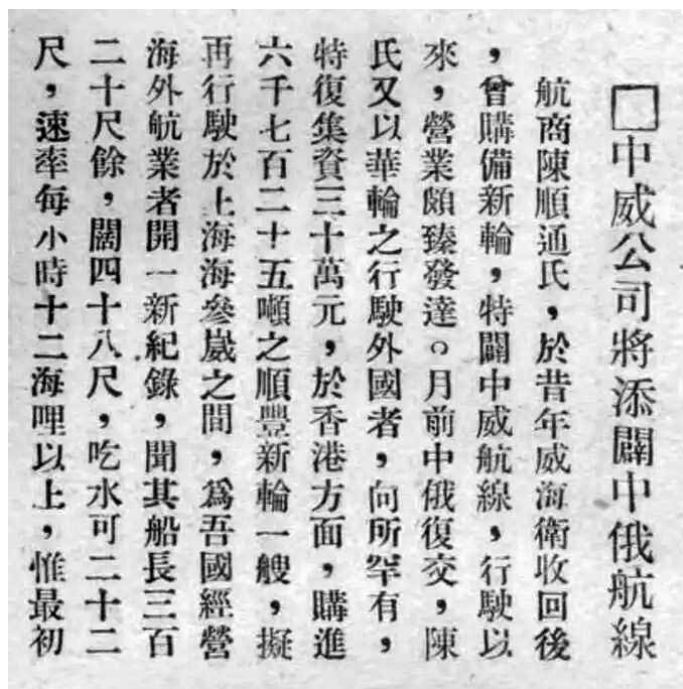 □中威公司將添闢中俄航線
航商陳順通氏，於昔年威海衛收回後
，曾購備新輪，特闢中威航線，行駛以
來，營業頗臻發達。月前中俄復交，陳
氏又以華輪之行駛外國者，向所罕有，
特復集資三十萬元，於香港方面，購進
六千七百二十五噸之順豐新輪一艘，擬
再行駛於上海海參崴之間，爲吾國經營
海外航業者開一新紀錄，聞其船長三百
二十尺餘，闊四十八尺，吃水可二十二
尺，速率每小時十二海哩以上，惟最初